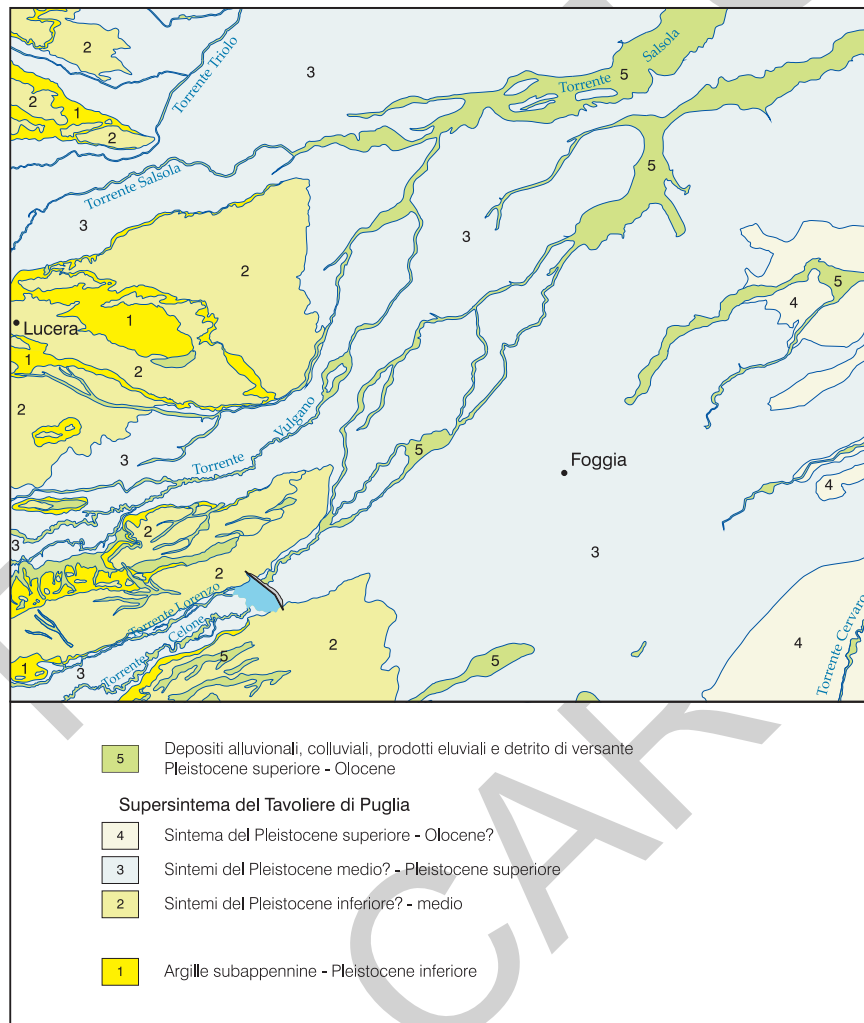 2
3
Torrente Triolo
Torrente Salsola
5
2
1
2
Torrente Salsola
5
3
3
2
4
5
Lucera
1
1
2
2
Torrente Vulgano
5
Foggia
3
4
2
3
3
2
Torrente Lorenzo
Torrente Celone
5
2
1
3
5
4
Torrente Cervaro
5 Depositi alluvionali, colluviali, prodotti eluviali e detrito di versante
Pleistocene superiore - Olocene
Supersintema del Tavoliere di Puglia
4 Sintema del Pleistocene superiore - Olocene?
3 Sintemi del Pleistocene medio? - Pleistocene superiore
2 Sintemi del Pleistocene inferiore? - medio
1 Argille subappennine - Pleistocene inferiore